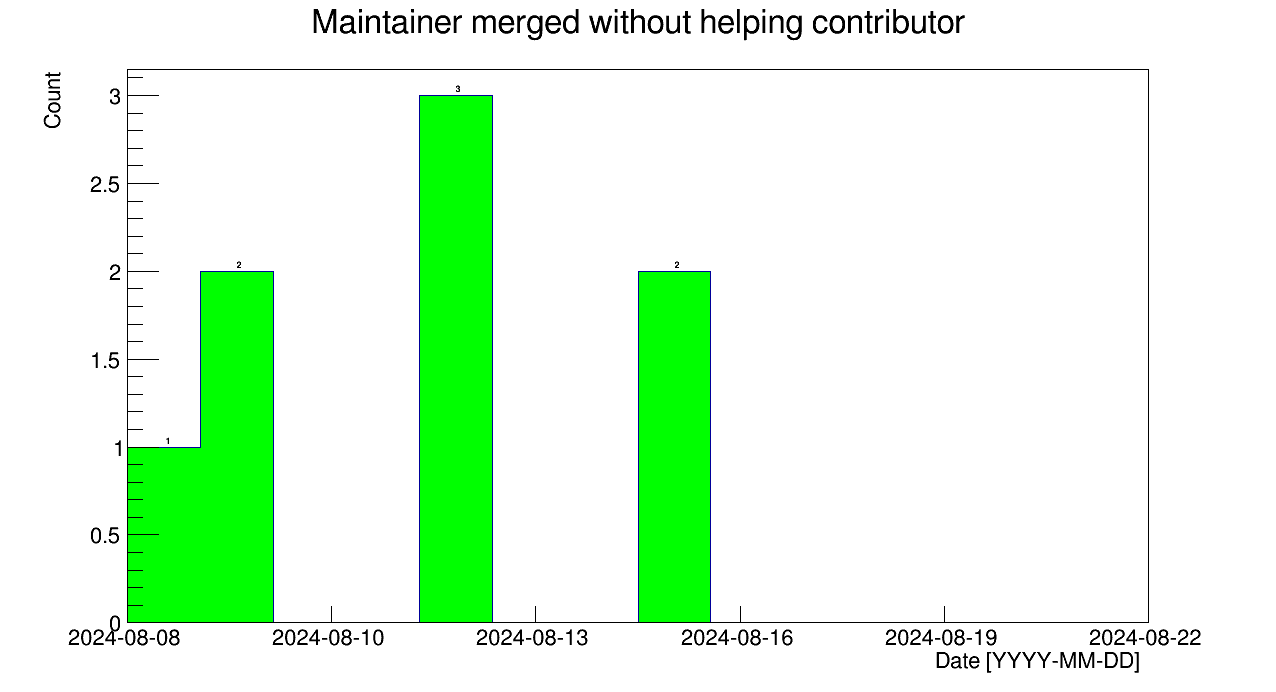 Maintainer merged without helping contributor
Count
3
2.5
2
1.5
1
0.5
0
1
2
3
2
2024-08-08 2024-08-10 2024-08-13 2024-08-16 2024-08-19 2024-08-22
Date [YYYY-MM-DD]